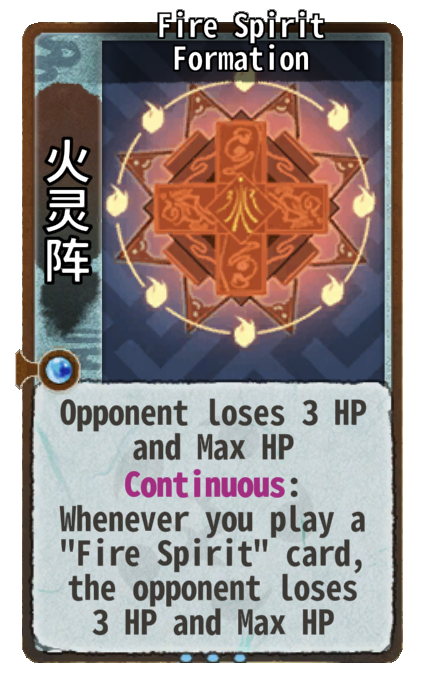 Fire Spirit
Formation
火灵阵
Opponent loses 3 HP
and Max HP
Continuous:
Whenever you play a
"Fire Spirit" card,
the opponent loses
3 HP and Max HP